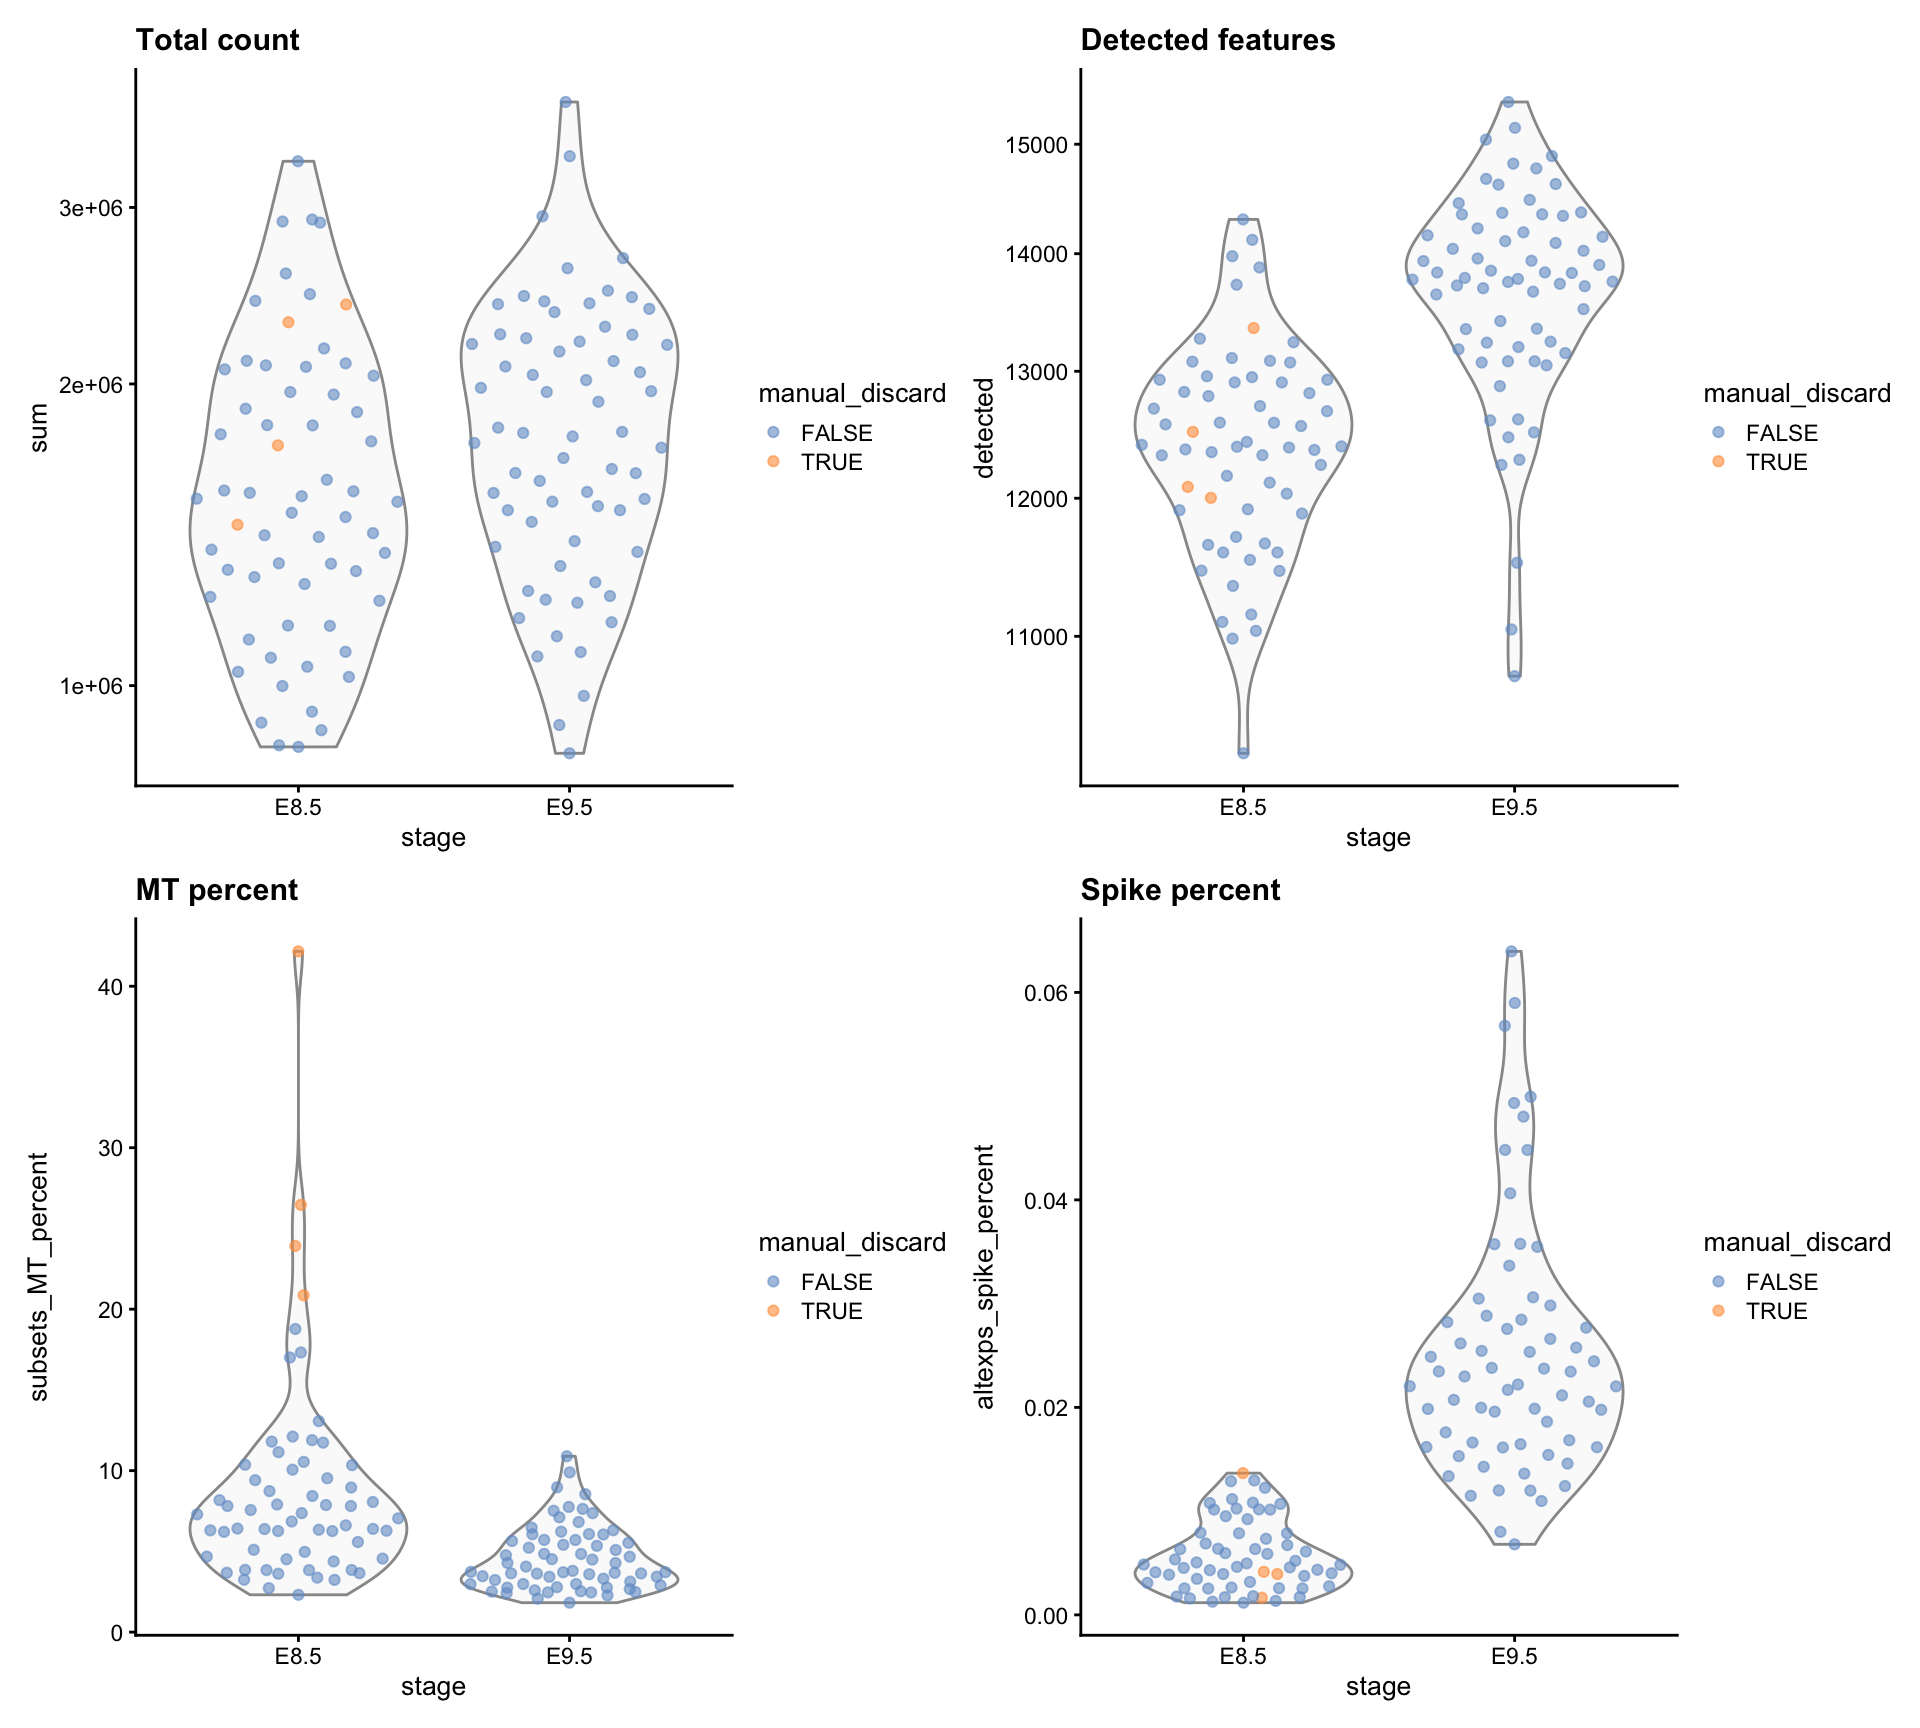 Total count
sum
3e+06
2e+06
1e+06
E8.5 E9.5
stage
manual_discard
FALSE
TRUE
Detected features
detected
15000
14000
13000
12000
11000
E8.5 E9.5
stage
manual_discard
FALSE
TRUE
MT percent
subsets_MT_percent
40
30
20
10
0
E8.5 E9.5
stage
manual_discard
FALSE
TRUE
Spike percent
altexps_spike_percent
0.06
0.04
0.02
0.00
E8.5 E9.5
stage
manual_discard
FALSE
TRUE